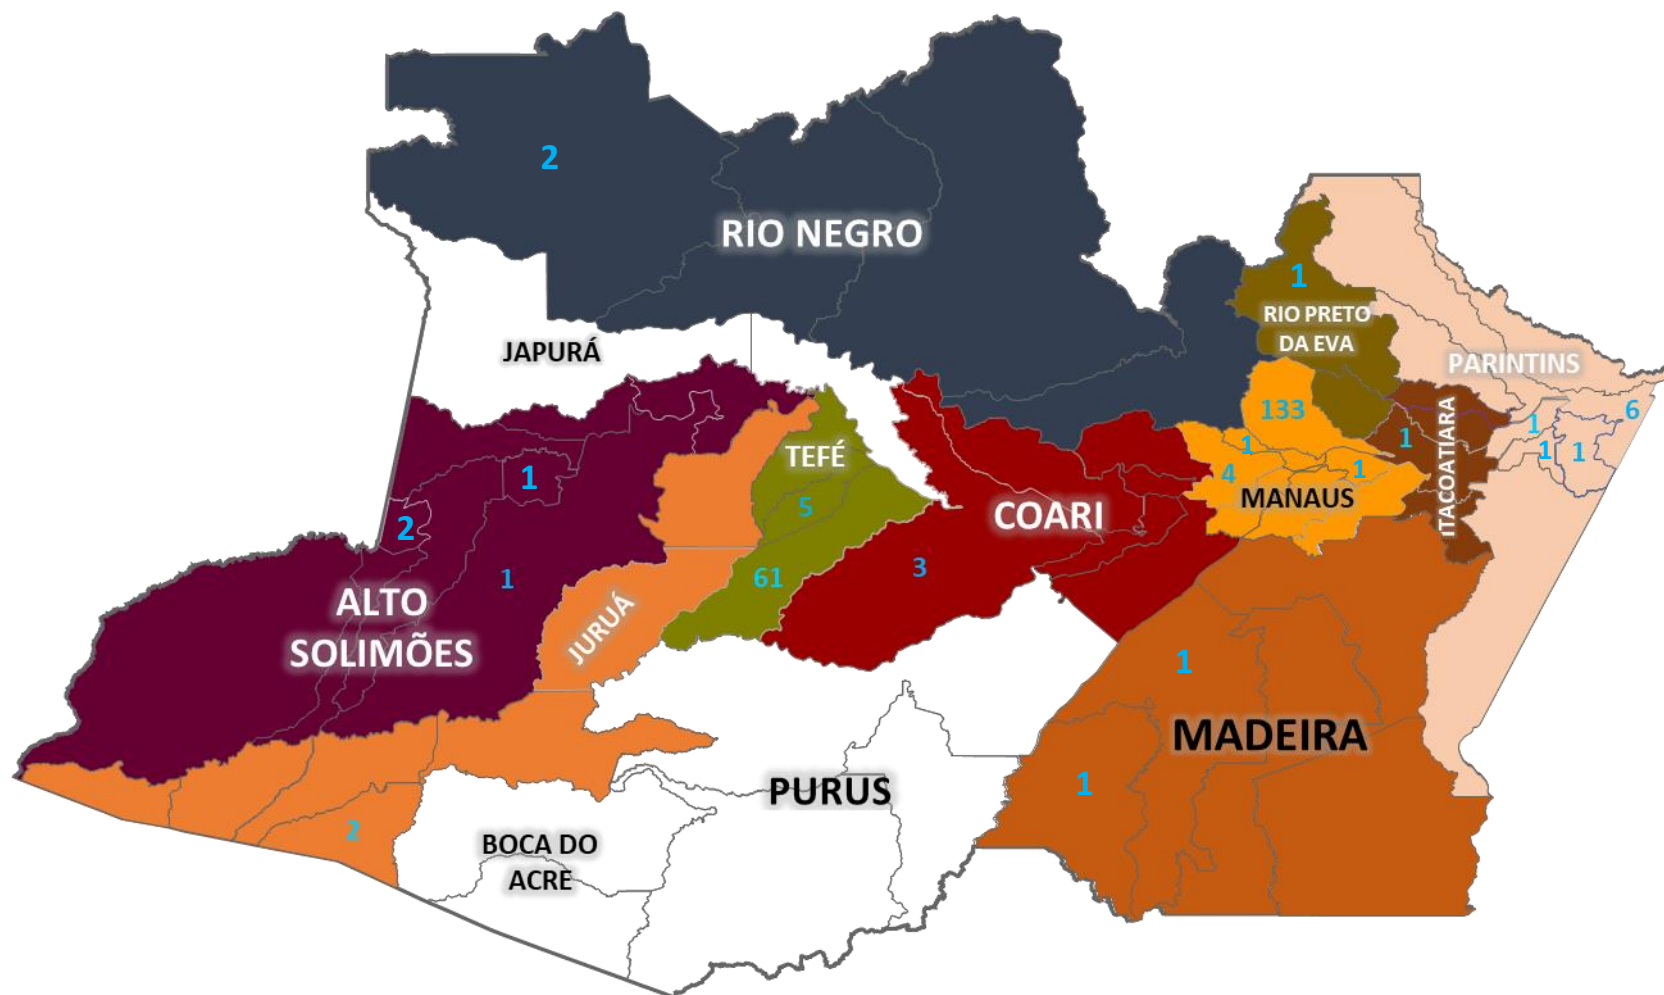 2
RIO NEGRO
1
RIO PRETO
DA EVA
JAPURÁ
PARINTINS
133
6
1
1
1
1
1
ITACOATIARA
TEFÉ
4
1
MANAUS
1
5
COARI
2
1
61
3
ALTO
SOLIMÕES
JURUÁ
1
MADEIRA
1
PURUS
2
BOCA DO
ACRE